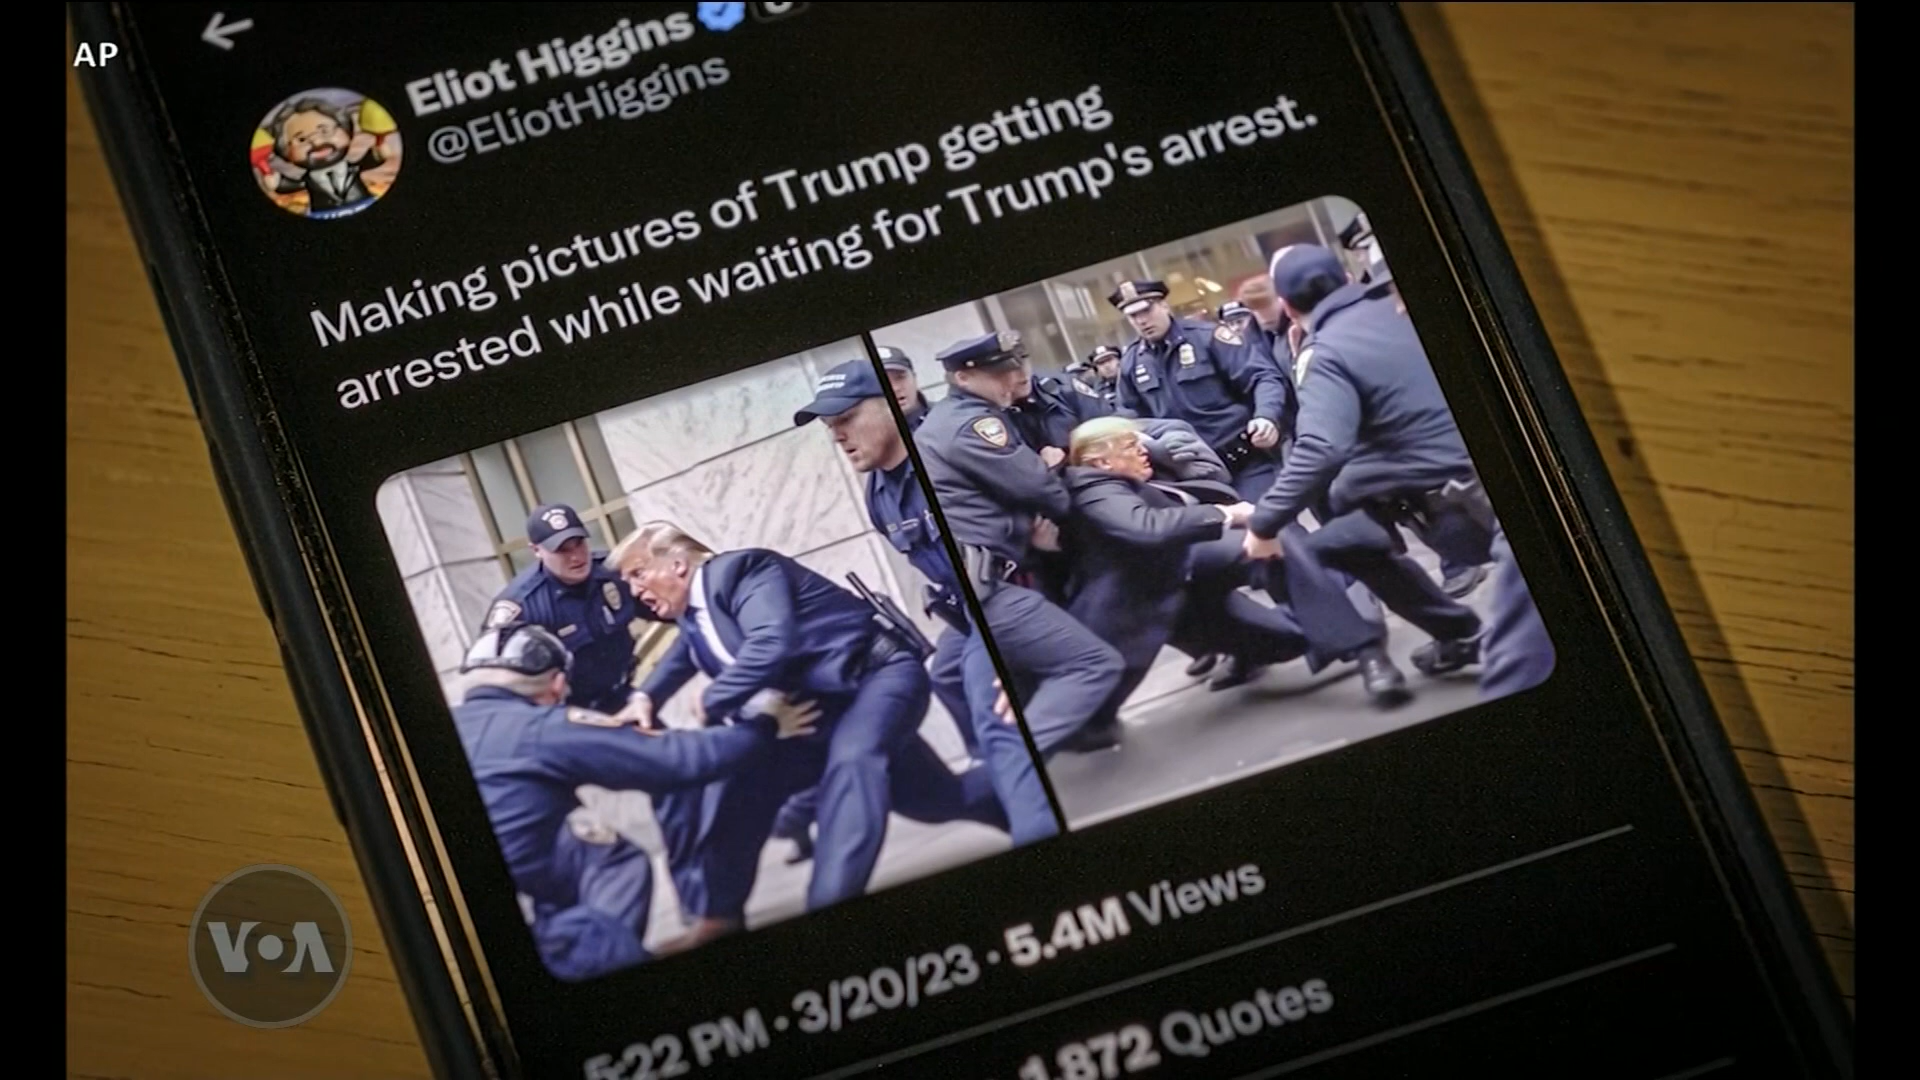 AP
Eliot Higgins
@EliotHiggins
Making pictures of Trump getting
arrested while waiting for Trump's arrest.
5:22 PM · 3/20/23 · 5.4M Views
1,872 Quotes
VOA